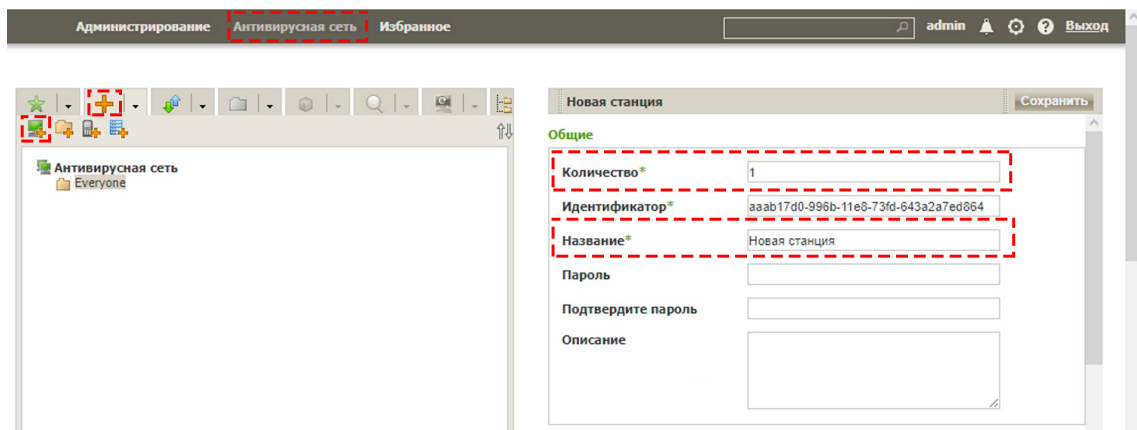 Администрирование Антивирусная сеть Избранное admin Выход
Новая станция Сохранить
Общие
Антивирусная сеть
Everyone
Количество* 1
Идентификатор* aaab17d0-996b-11e8-73fd-643a2a7ed864
Название* Новая станция
Пароль
Подтвердите пароль
Описание